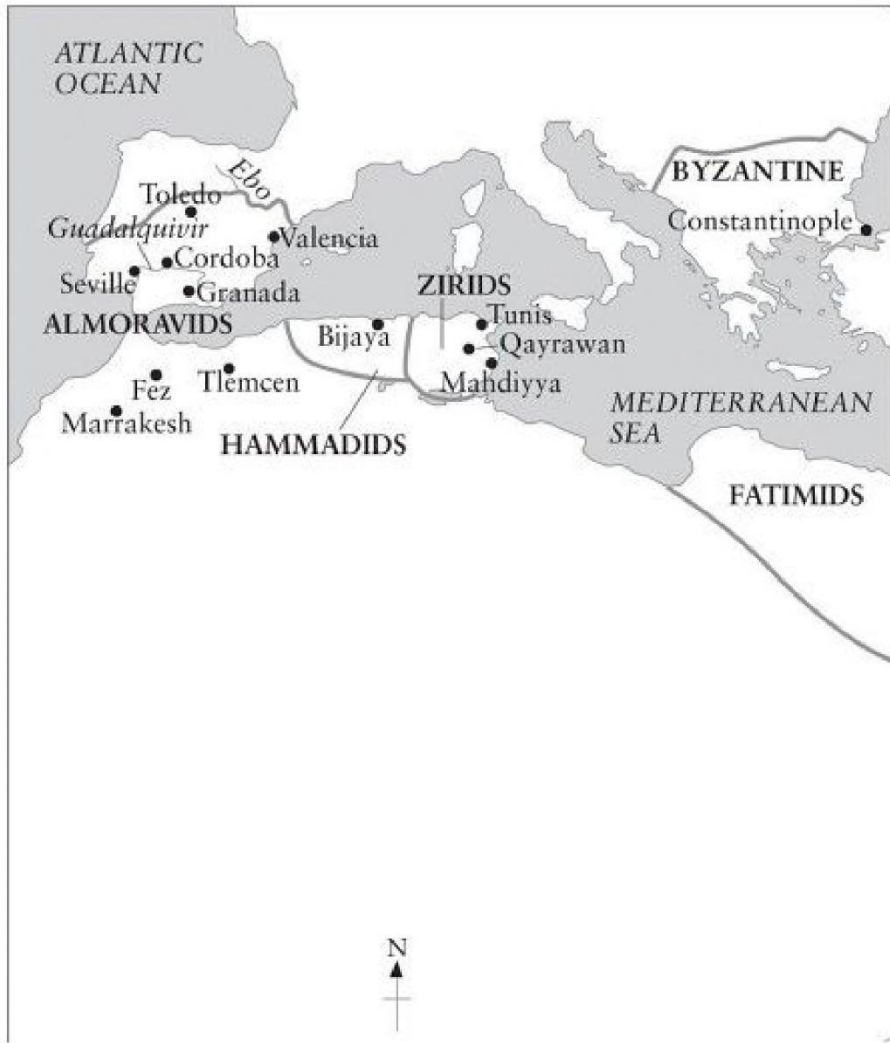 ATLANTIC
OCEAN
Ebo
BYZANTINE
Toledo
Constantinople
Guadalquivir
Valencia
Cordoba
Seville
ZIRIDS
Granada
ALMORAVIDS
Tunis
Bijaya
Qayrawan
Tlemcen
Mahdiyya
Fez
MEDITERRANEAN
SEA
Marrakesh
HAMMADIDS
FATIMIDS
N